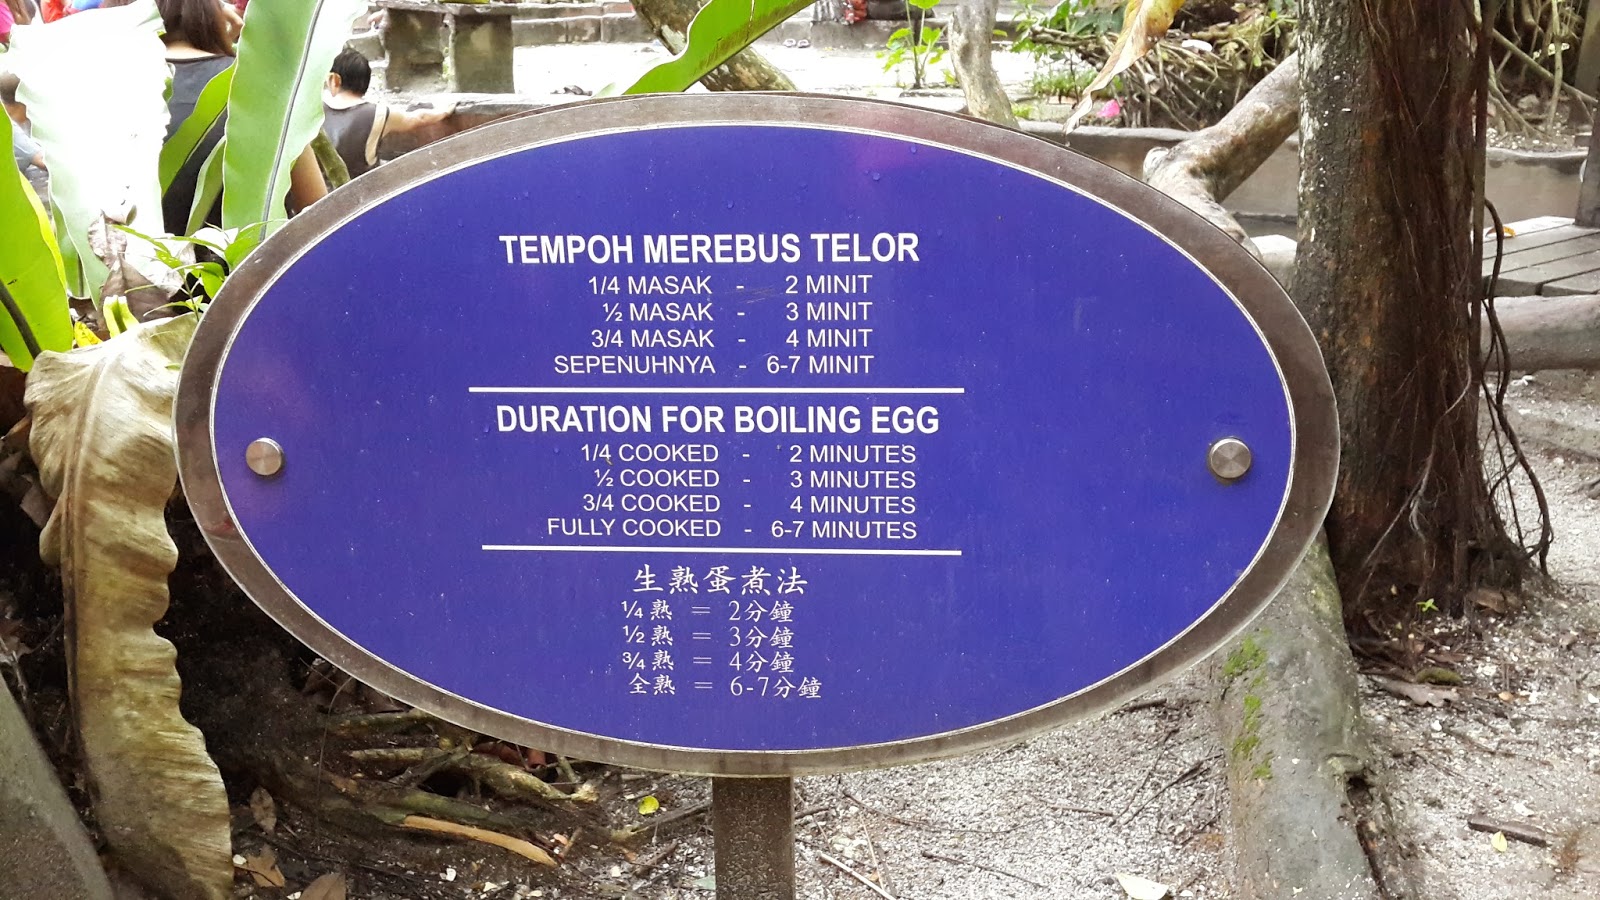 TEMPOH MEREBUS TELOR
1/4 MASAK - 2 MINIT
½ MASAK - 3 MINIT
3/4 MASAK - 4 MINIT
SEPENUHNYA - 6-7 MINIT
DURATION FOR BOILING EGG
1/4 COOKED - 2 MINUTES
½ COOKED - 3 MINUTES
3/4 COOKED - 4 MINUTES
FULLY COOKED - 6-7 MINUTES
生熟蛋煮法
¼熟 = 2分鐘
½熟 = 3分鐘
¾熟 = 4分鐘
全熟 = 6-7分鐘